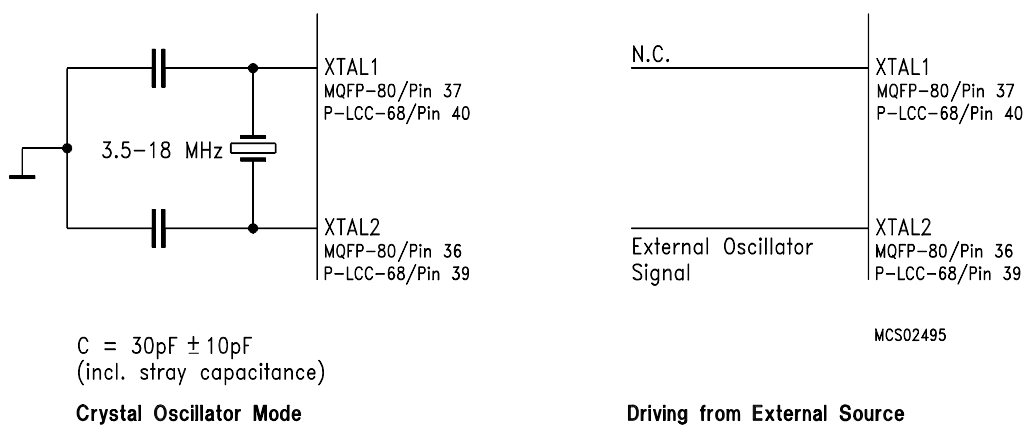 XTAL1
MQFP-80/Pin 37
P-LCC-68/Pin 40
3.5-18 MHz
XTAL2
MQFP-80/Pin 36
P-LCC-68/Pin 39
C = 30pF ± 10pF
(incl. stray capacitance)
Crystal Oscillator Mode
N.C.
XTAL1
MQFP-80/Pin 37
P-LCC-68/Pin 40
XTAL2
MQFP-80/Pin 36
P-LCC-68/Pin 39
External Oscillator
Signal
MCS02495
Driving from External Source